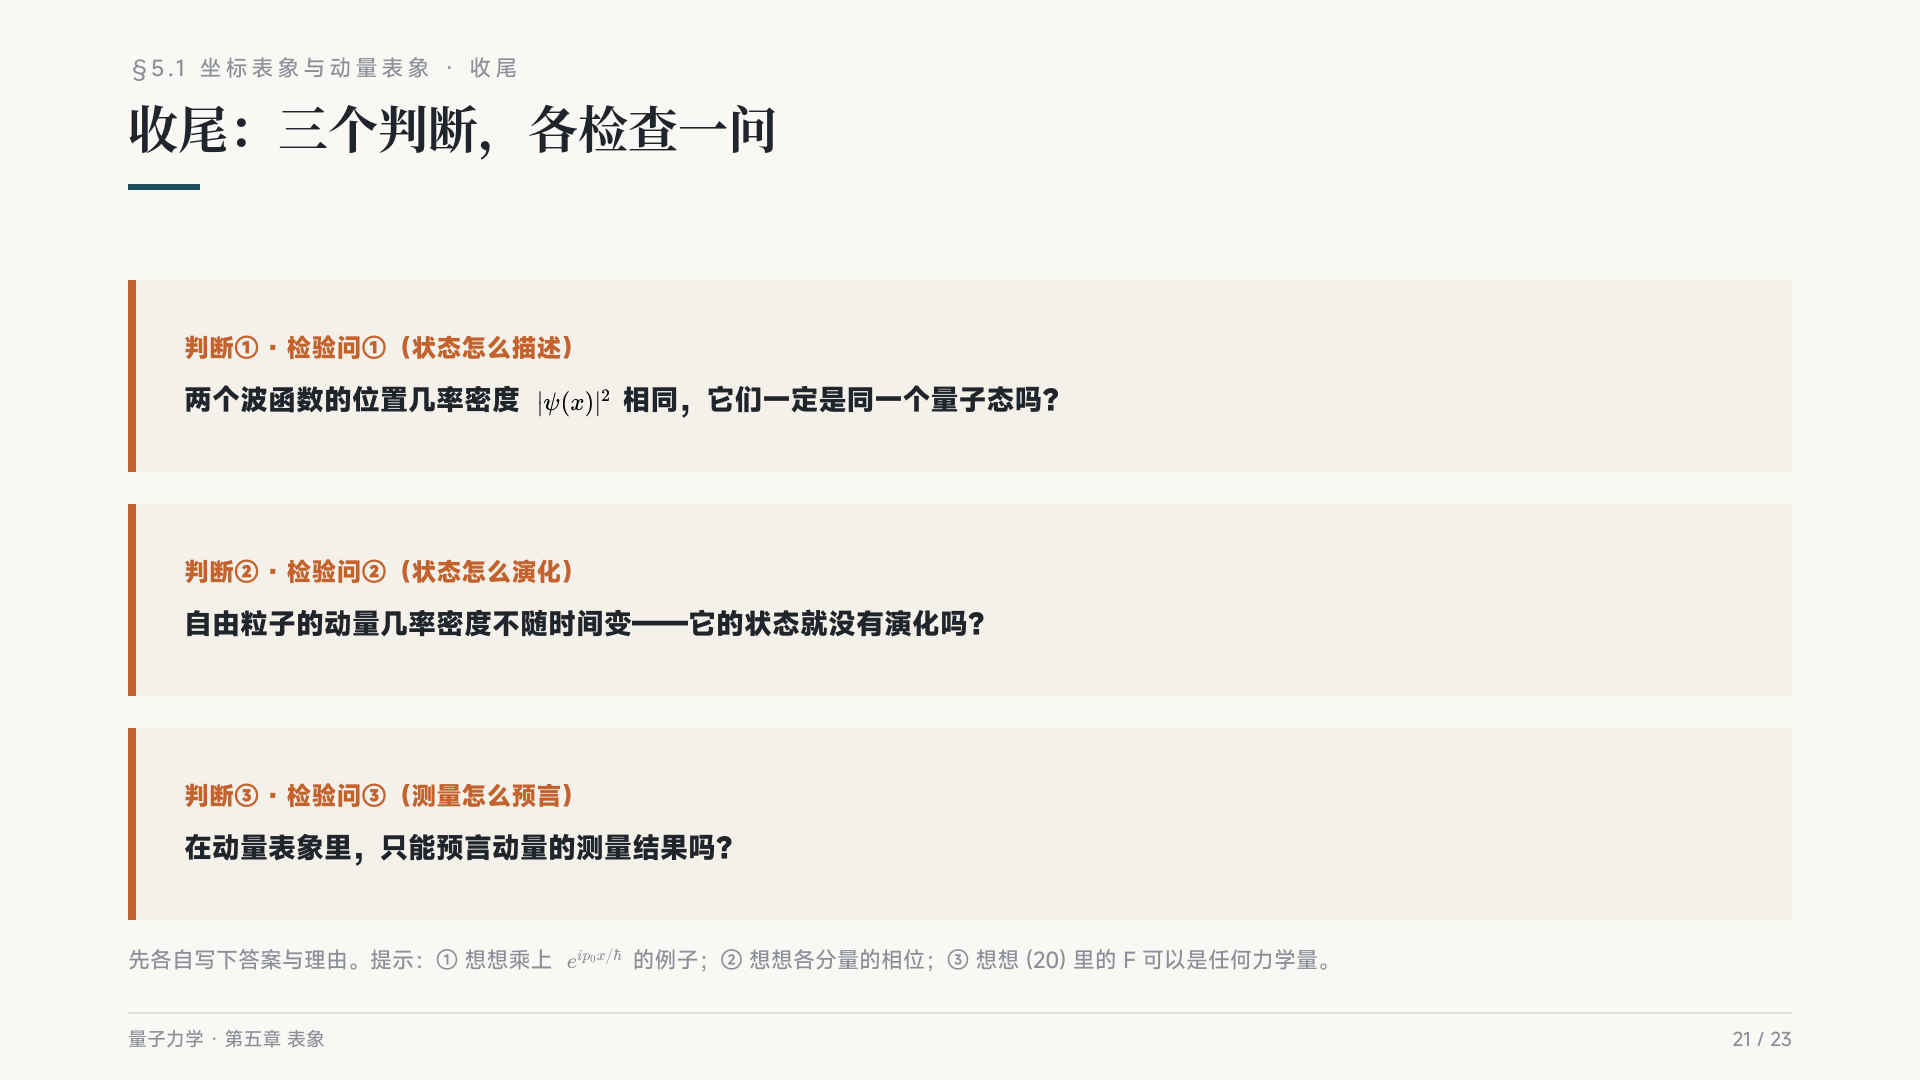 §5.1 坐标表象与动量表象 · 收尾
收尾：三个判断，各检查一问
判断① · 检验问①（状态怎么描述）
两个波函数的位置几率密度 |ψ(x)|² 相同，它们一定是同一个量子态吗？
判断② · 检验问②（状态怎么演化）
自由粒子的动量几率密度不随时间变——它的状态就没有演化吗？
判断③ · 检验问③（测量怎么预言）
在动量表象里，只能预言动量的测量结果吗？
先各自写下答案与理由。提示：① 想想乘上 e^{ip₀x/ħ} 的例子；② 想想各分量的相位；③ 想想 (20) 里的 F 可以是任何力学量。
量子力学 · 第五章 表象
21 / 23